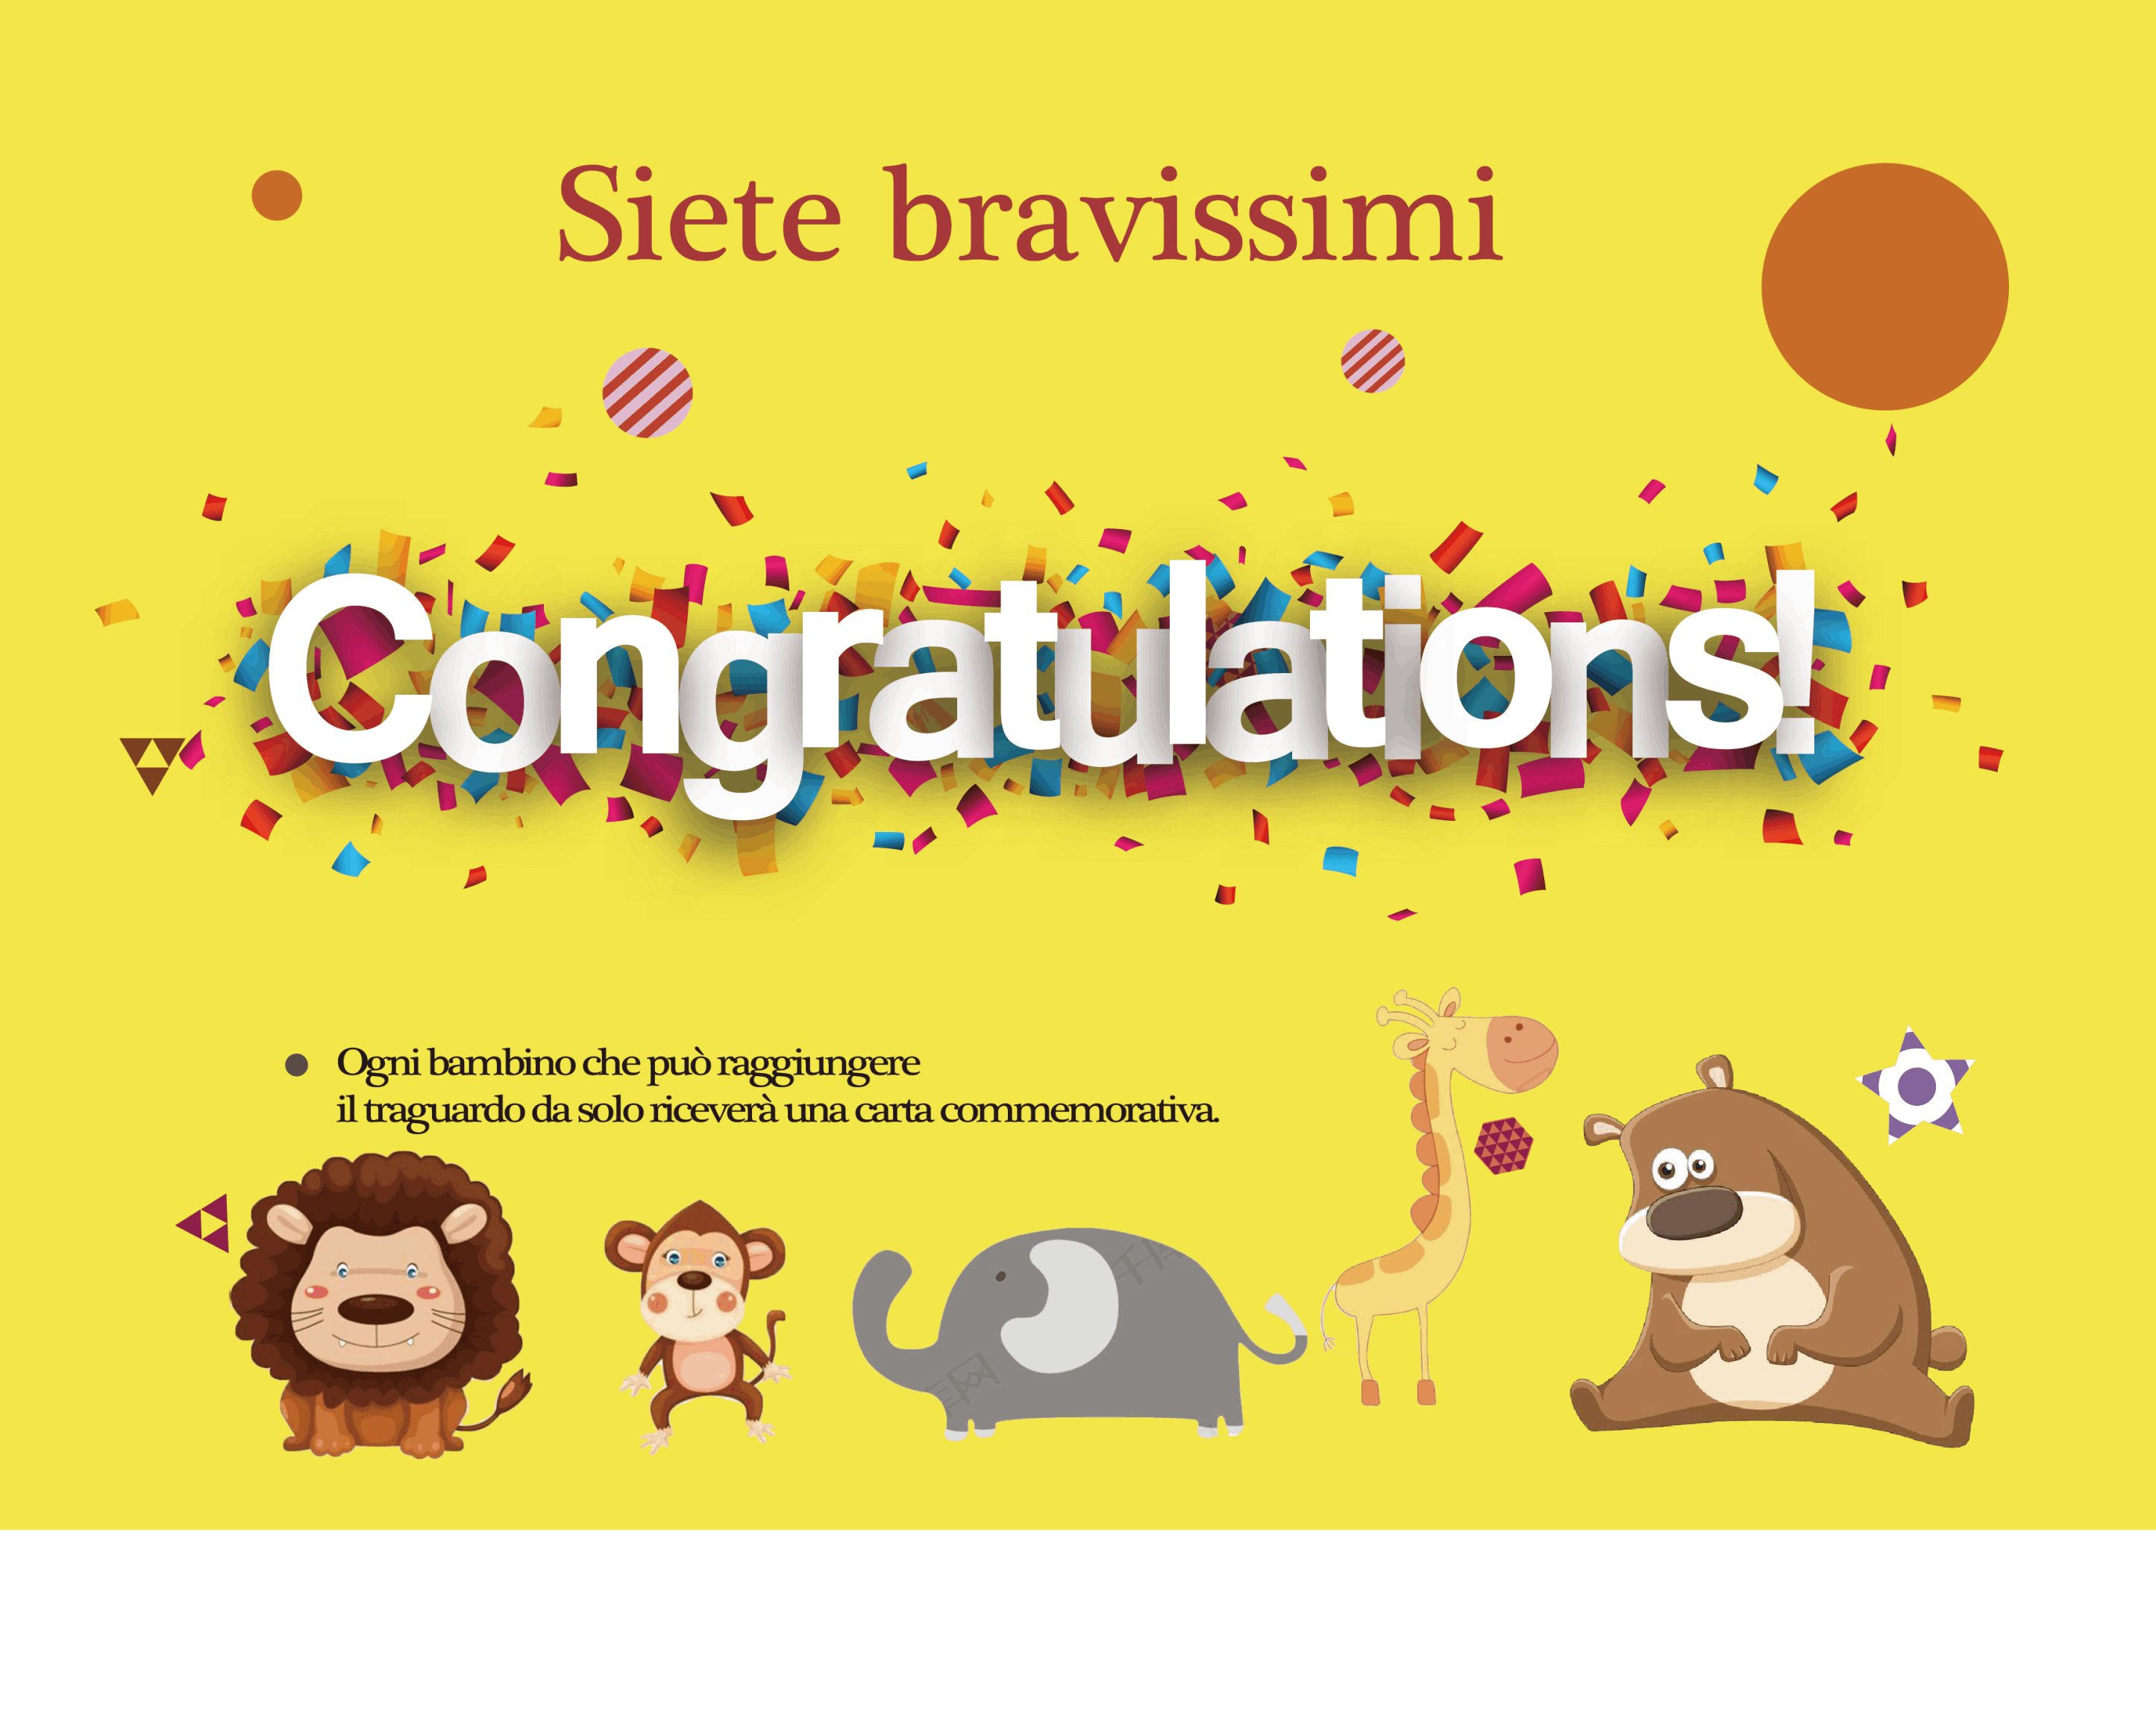 Siete bravissimi
Congratulations!
Ogni bambino che può raggiungere
il traguardo da solo riceverà una carta commemorativa.